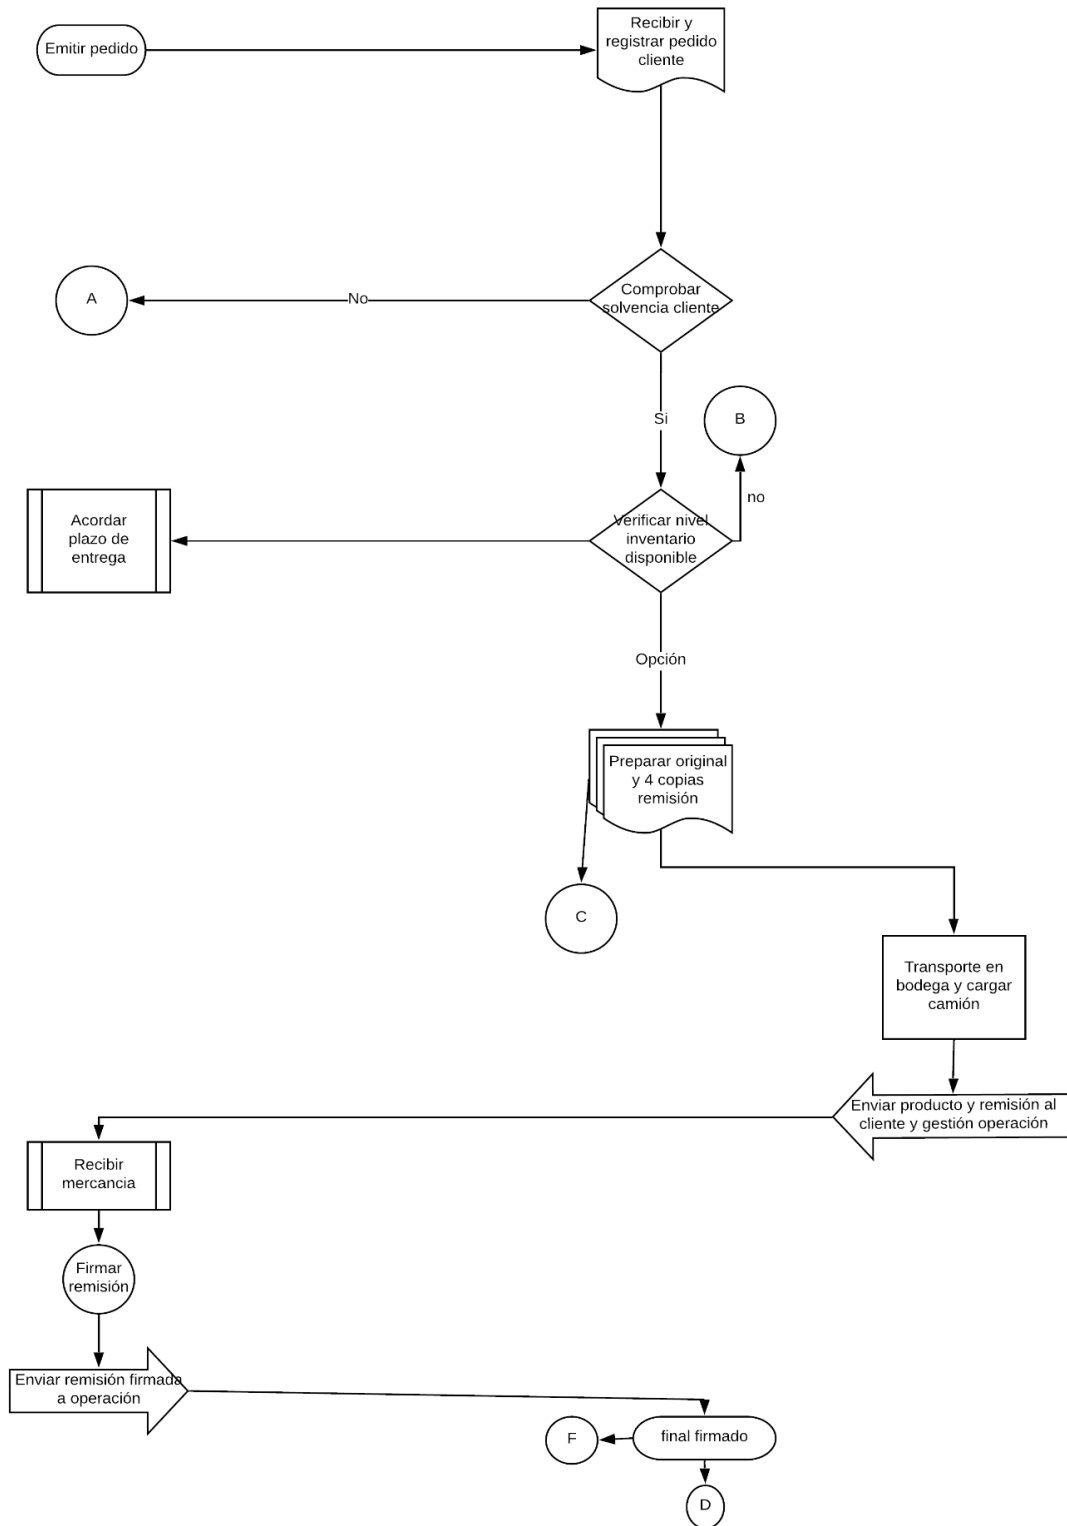 Emitir pedido
Recibir y
registrar pedido
cliente
Comprobar
solvencia cliente
A
No
Si
B
no
Acordar
plazo de
entrega
Verificar nivel
inventario
disponible
Opción
Preparar original
y 4 copias
remisión
C
Transporte en
bodega y cargar
camión
Enviar producto y remisión al
cliente y gestión operación
Recibir
mercancia
Firmar
remisión
Enviar remisión firmada
a operación
F
final firmado
D